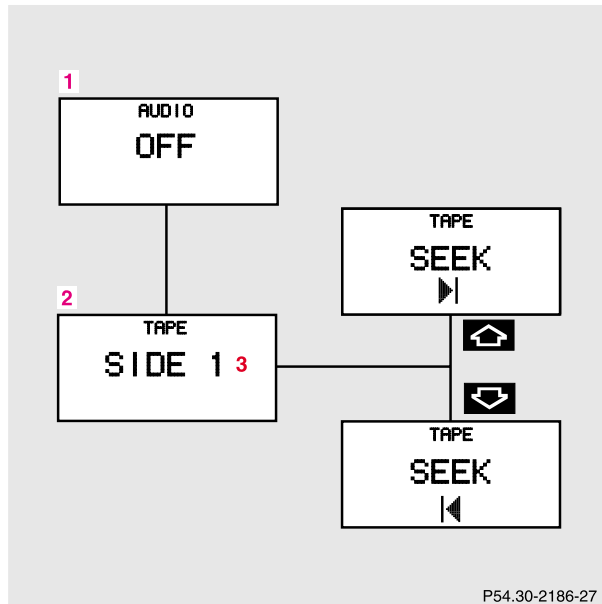 1
AUDIO
OFF
TAPE
SEEK
2
TAPE
SIDE 1 3
TAPE
SEEK
P54.30-2186-27